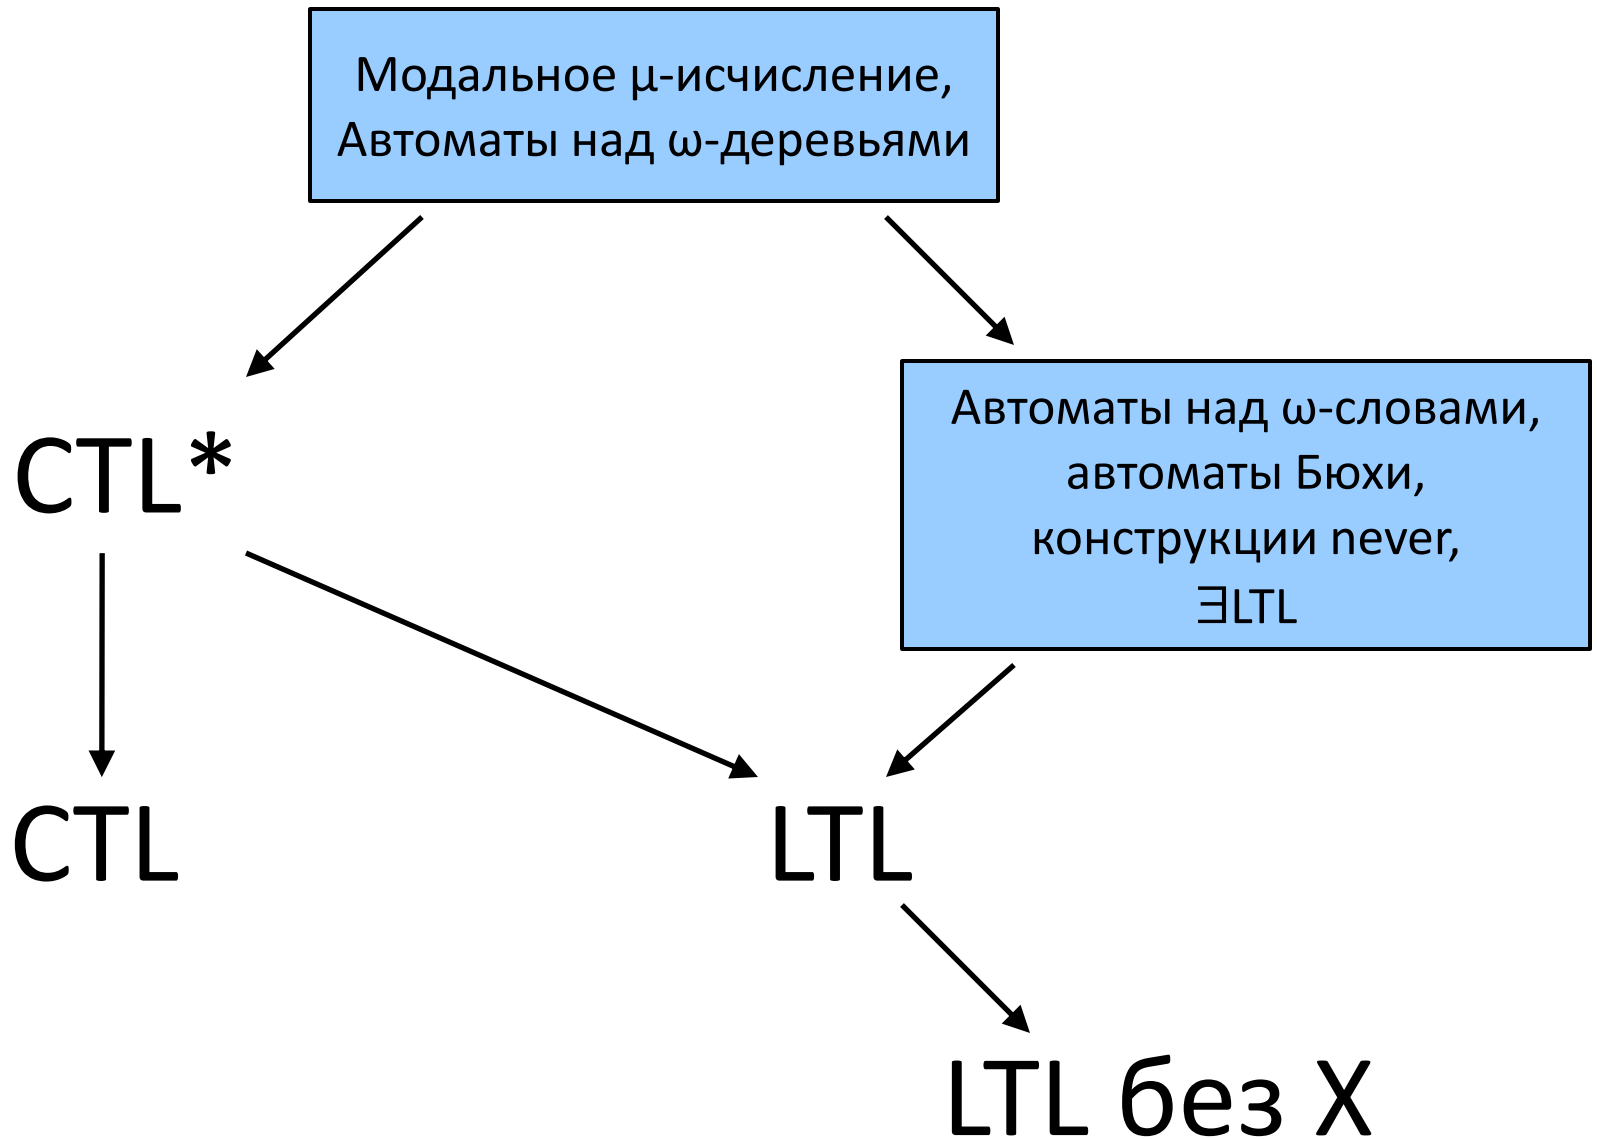 Модальное μ-исчисление,
Автоматы над ω-деревьями
Автоматы над ω-словами,
автоматы Бюхи,
конструкции never,
∃LTL
CTL*
CTL
LTL
LTL без X